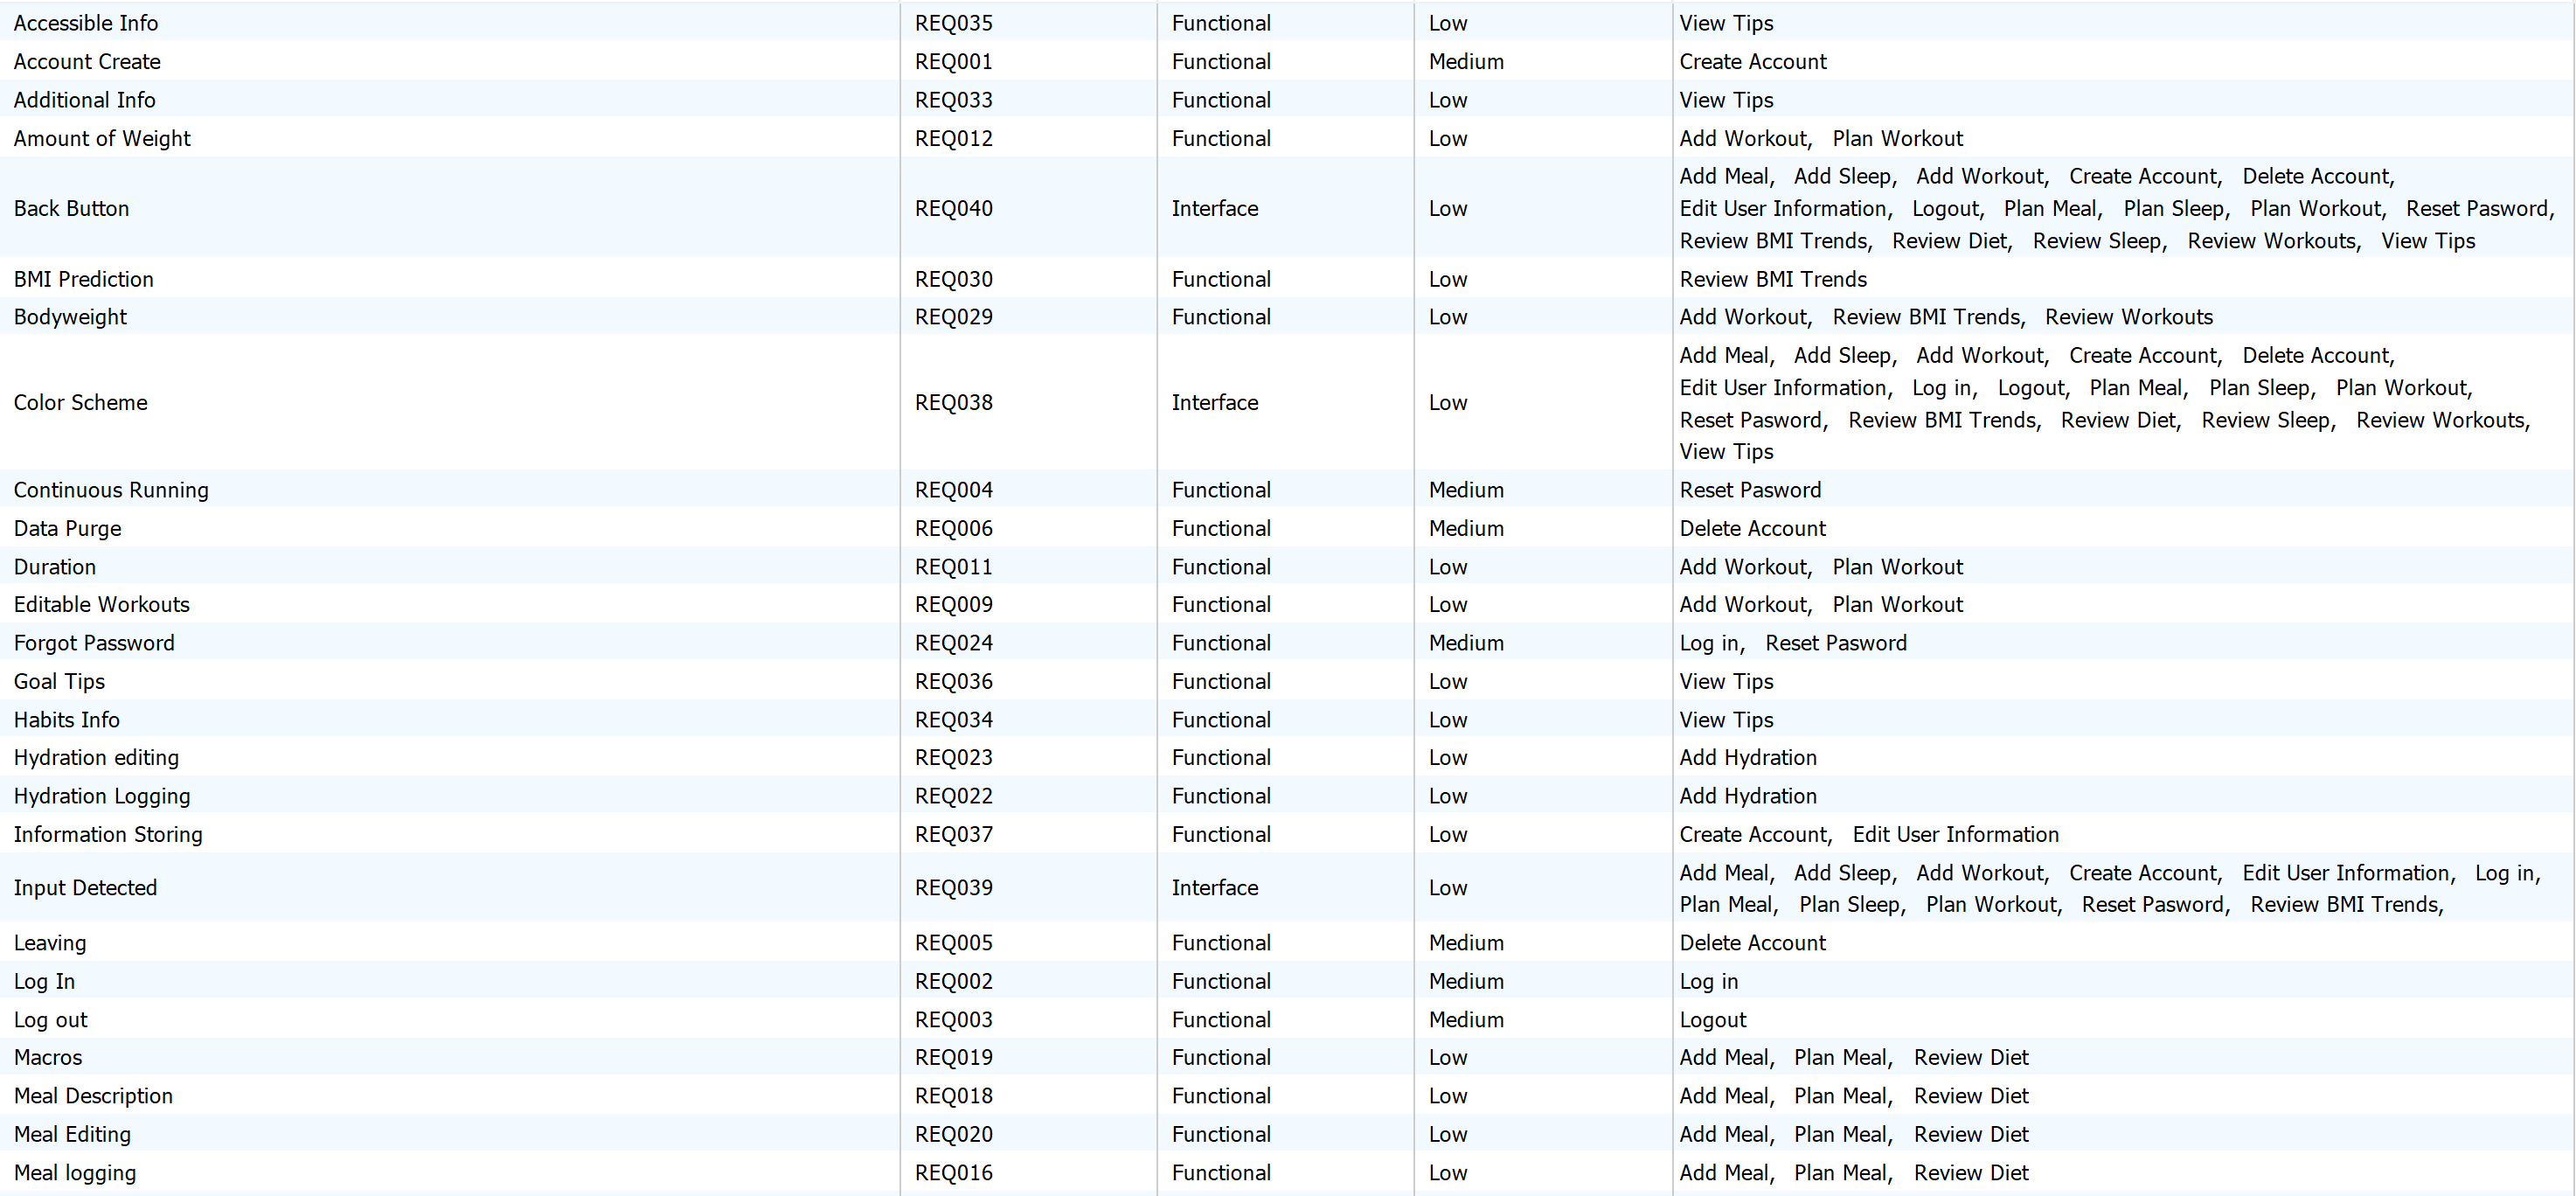 Accessible Info REQ035 Functional Low View Tips
Account Create REQ001 Functional Medium Create Account
Additional Info REQ033 Functional Low View Tips
Amount of Weight REQ012 Functional Low Add Workout, Plan Workout
Back Button REQ040 Interface Low Add Meal, Add Sleep, Add Workout, Create Account, Delete Account,
Edit User Information, Logout, Plan Meal, Plan Sleep, Plan Workout, Reset Pasword,
Review BMI Trends, Review Diet, Review Sleep, Review Workouts, View Tips
BMI Prediction REQ030 Functional Low Review BMI Trends
Bodyweight REQ029 Functional Low Add Workout, Review BMI Trends, Review Workouts
Color Scheme REQ038 Interface Low Add Meal, Add Sleep, Add Workout, Create Account, Delete Account,
Edit User Information, Log in, Logout, Plan Meal, Plan Sleep, Plan Workout,
Reset Pasword, Review BMI Trends, Review Diet, Review Sleep, Review Workouts,
View Tips
Continuous Running REQ004 Functional Medium Reset Pasword
Data Purge REQ006 Functional Medium Delete Account
Duration REQ011 Functional Low Add Workout, Plan Workout
Editable Workouts REQ009 Functional Low Add Workout, Plan Workout
Forgot Password REQ024 Functional Medium Log in, Reset Pasword
Goal Tips REQ036 Functional Low View Tips
Habits Info REQ034 Functional Low View Tips
Hydration editing REQ023 Functional Low Add Hydration
Hydration Logging REQ022 Functional Low Add Hydration
Information Storing REQ037 Functional Low Create Account, Edit User Information
Input Detected REQ039 Interface Low Add Meal, Add Sleep, Add Workout, Create Account, Edit User Information, Log in,
Plan Meal, Plan Sleep, Plan Workout, Reset Pasword, Review BMI Trends,
Leaving REQ005 Functional Medium Delete Account
Log In REQ002 Functional Medium Log in
Log out REQ003 Functional Medium Logout
Macros REQ019 Functional Low Add Meal, Plan Meal, Review Diet
Meal Description REQ018 Functional Low Add Meal, Plan Meal, Review Diet
Meal Editing REQ020 Functional Low Add Meal, Plan Meal, Review Diet
Meal logging REQ016 Functional Low Add Meal, Plan Meal, Review Diet